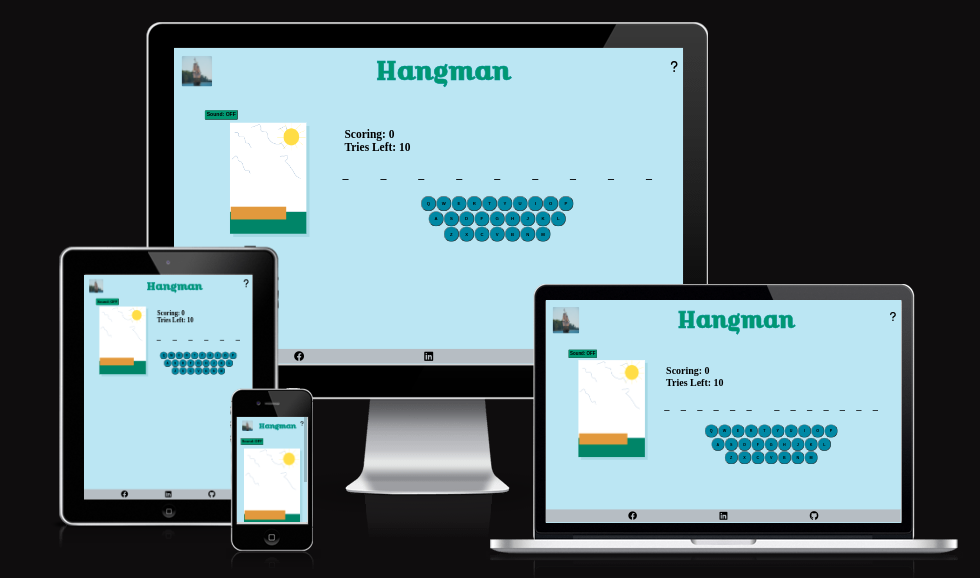 Hangman
?
Sound: OFF
Scoring: 0
Tries Left: 10
_ _ _ _ _ _ _ _ _
Q W E R T Y U I O P
A S D F G H J K L
Z X C V B N M
Hangman
?
Sound: OFF
Scoring: 0
Tries Left: 10
_ _ _ _ _ _
Hangman
?
Sound: OFF
Hangman
?
Sound: OFF
Scoring: 0
Tries Left: 10
_ _ _ _ _ _ _ _ _ _ _ _
Q W E R T Y U I O P
A S D F G H J K L
Z X C V B N M